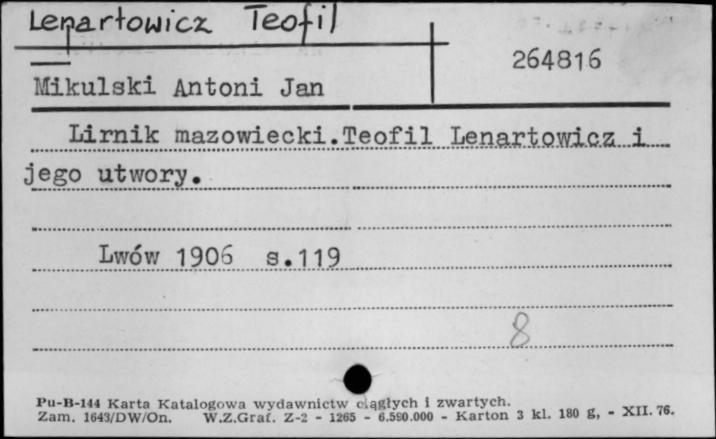 Lenartowicz Teofil
264816
Mikulski Antoni Jan
Lirnik mazowiecki.Teofil Lenartowicz i
jego utwory.
Lwów 1906 s.119
8
Pu-B-144 Karta Katalogowa wydawnictw ciągłych i zwartych.
Zam. 1643/DW/On. W.Z.Graf. Z-2 - 1265 - 6.590.000 - Karton 3 kl. 180 g, - XII. 76.